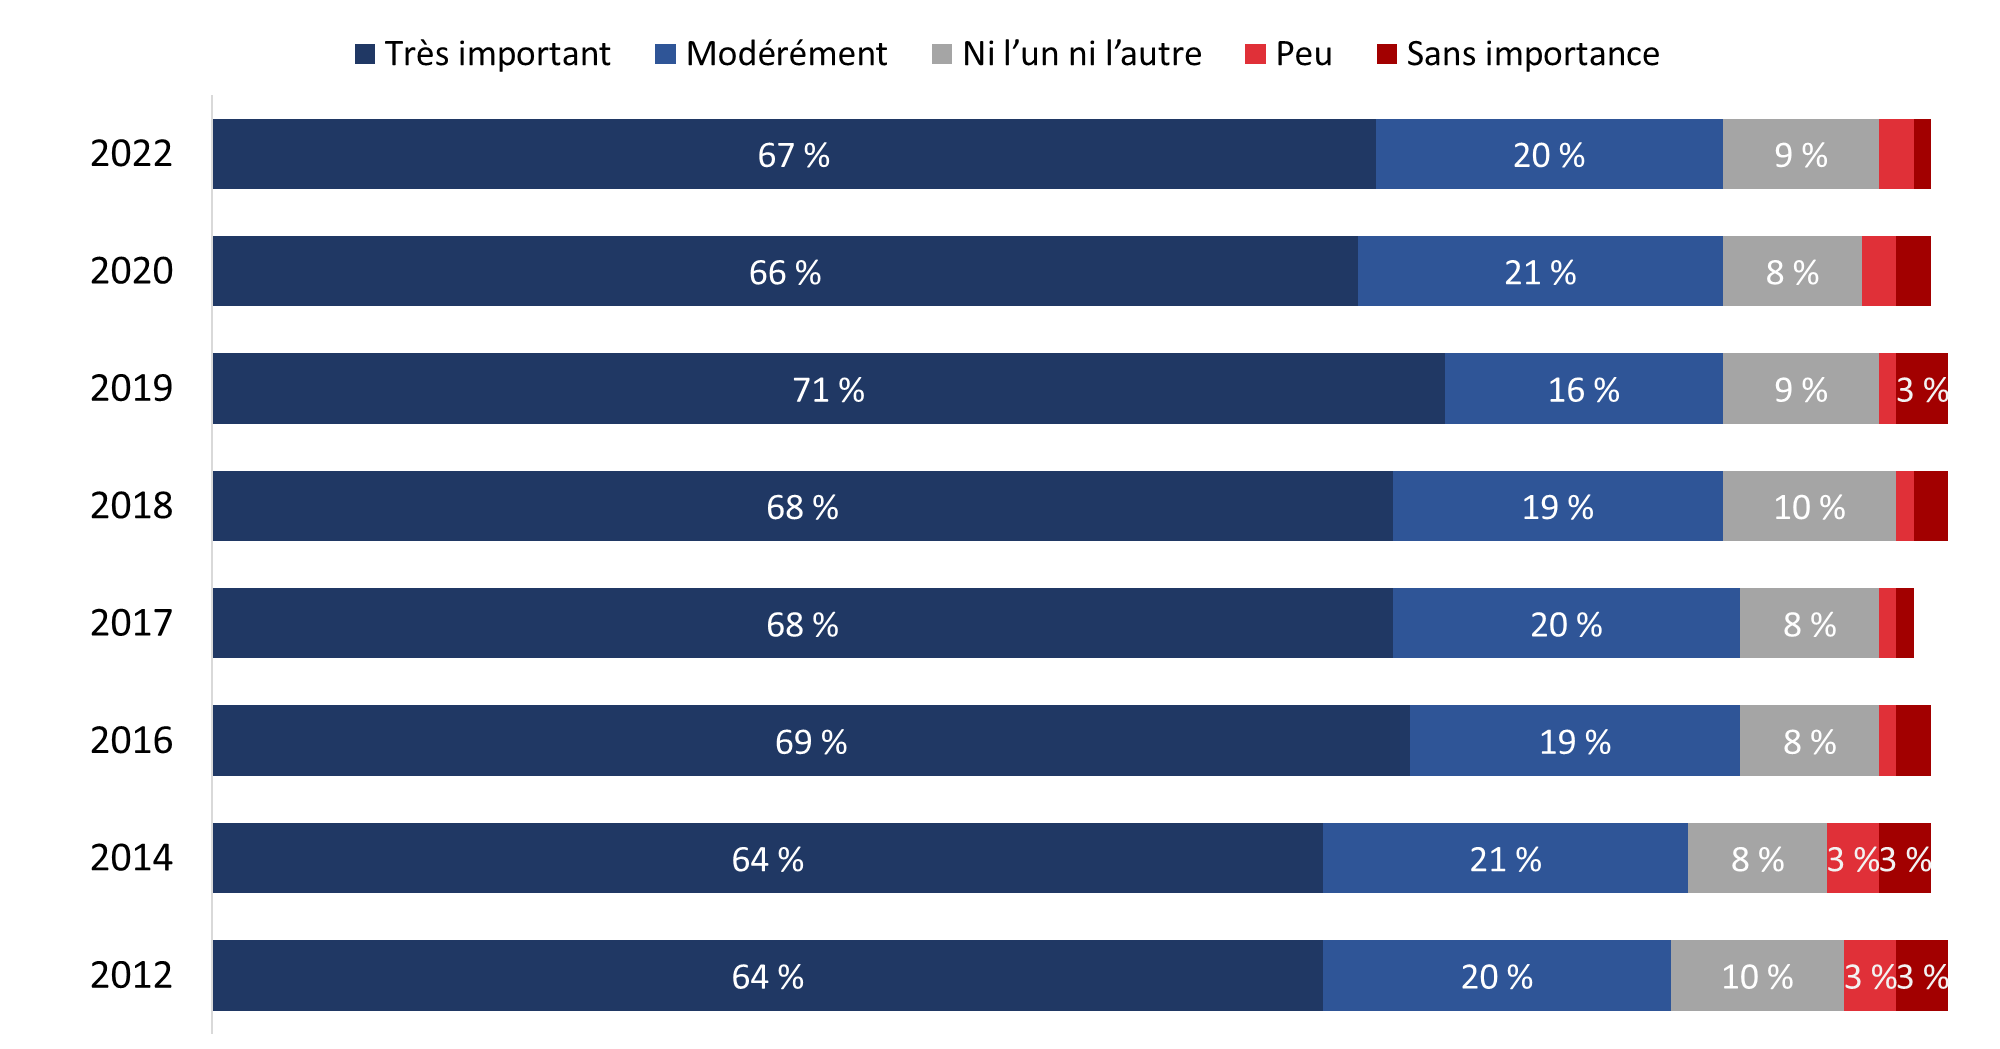 Très important Modérément Ni l’un ni l’autre Peu Sans importance
2022 67 % 20 % 9 %
2020 66 % 21 % 8 %
2019 71 % 16 % 9 % 3 %
2018 68 % 19 % 10 %
2017 68 % 20 % 8 %
2016 69 % 19 % 8 %
2014 64 % 21 % 8 % 3 % 3 %
2012 64 % 20 % 10 % 3 % 3 %